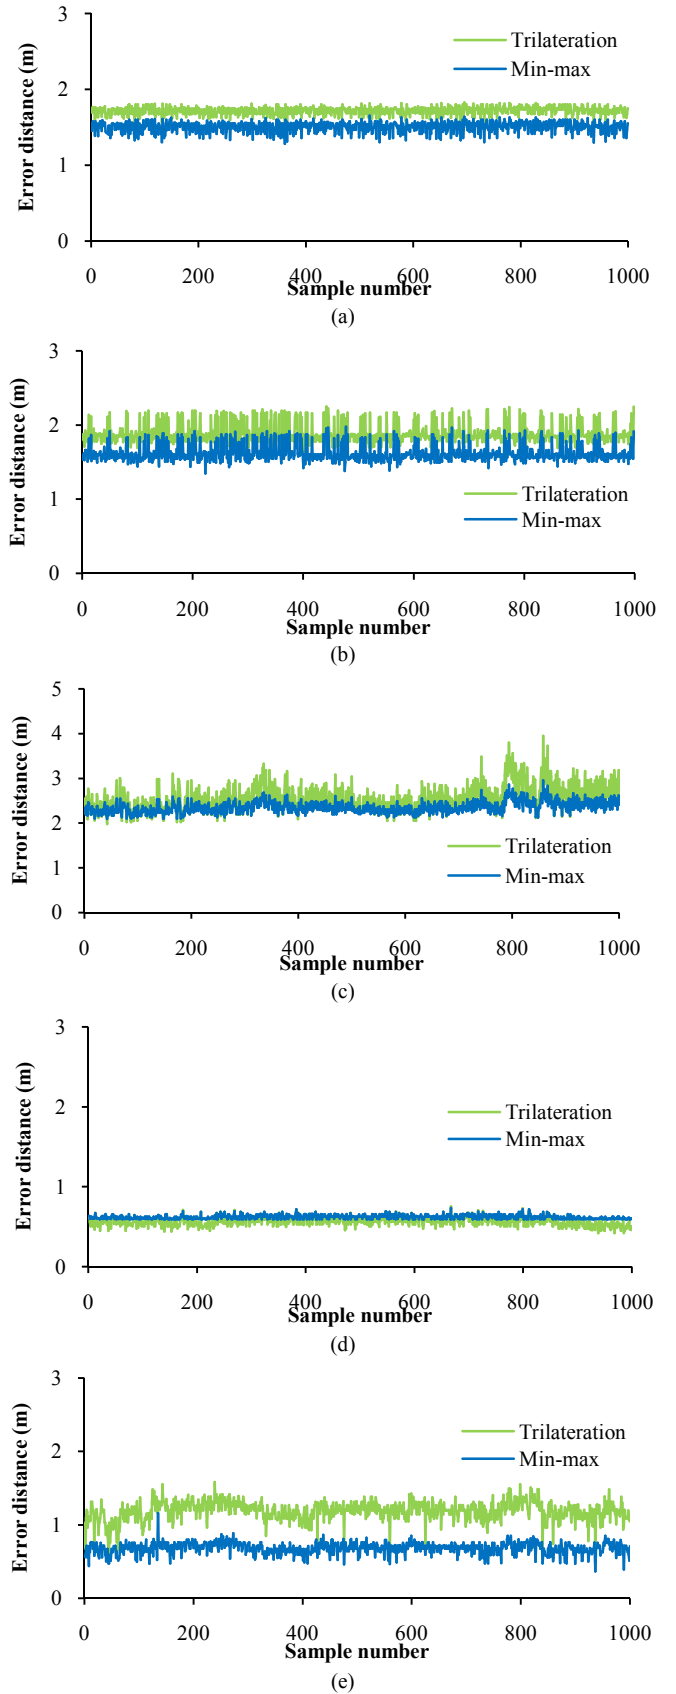 3
Trilateration
Min-max
2
1
0
Error distance (m)
0 200 400 600 800 1000
Sample number
(a)
3
2
Trilateration
Min-max
1
0
Error distance (m)
0 200 400 600 800 1000
Sample number
(b)
5
4
3
2
Trilateration
Min-max
1
0
Error distance (m)
0 200 400 600 800 1000
Sample number
(c)
3
2
Trilateration
Min-max
1
0
Error distance (m)
0 200 400 600 800 1000
Sample number
(d)
3
Trilateration
Min-max
2
1
0
Error distance (m)
0 200 400 600 800 1000
Sample number
(e)